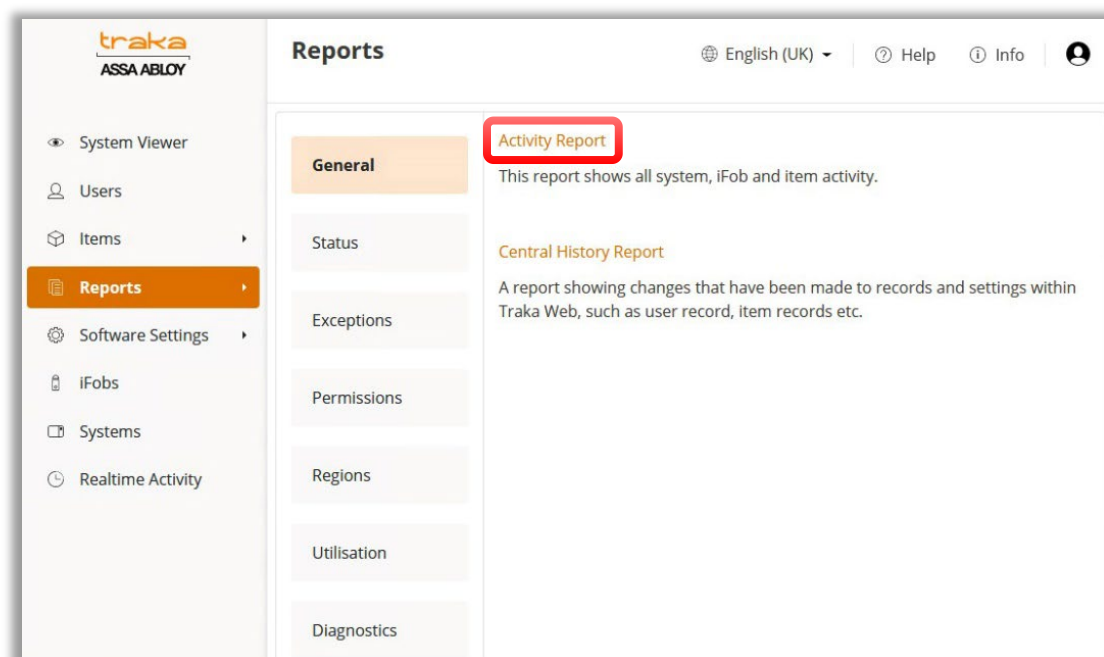 traka
ASSA ABLOY
Reports
English (UK)
Help
Info
System Viewer
Users
Items
Reports
Software Settings
iFobs
Systems
Realtime Activity
General
Status
Exceptions
Permissions
Regions
Utilisation
Diagnostics
Activity Report
This report shows all system, iFob and item activity.
Central History Report
A report showing changes that have been made to records and settings within
Traka Web, such as user record, item records etc.